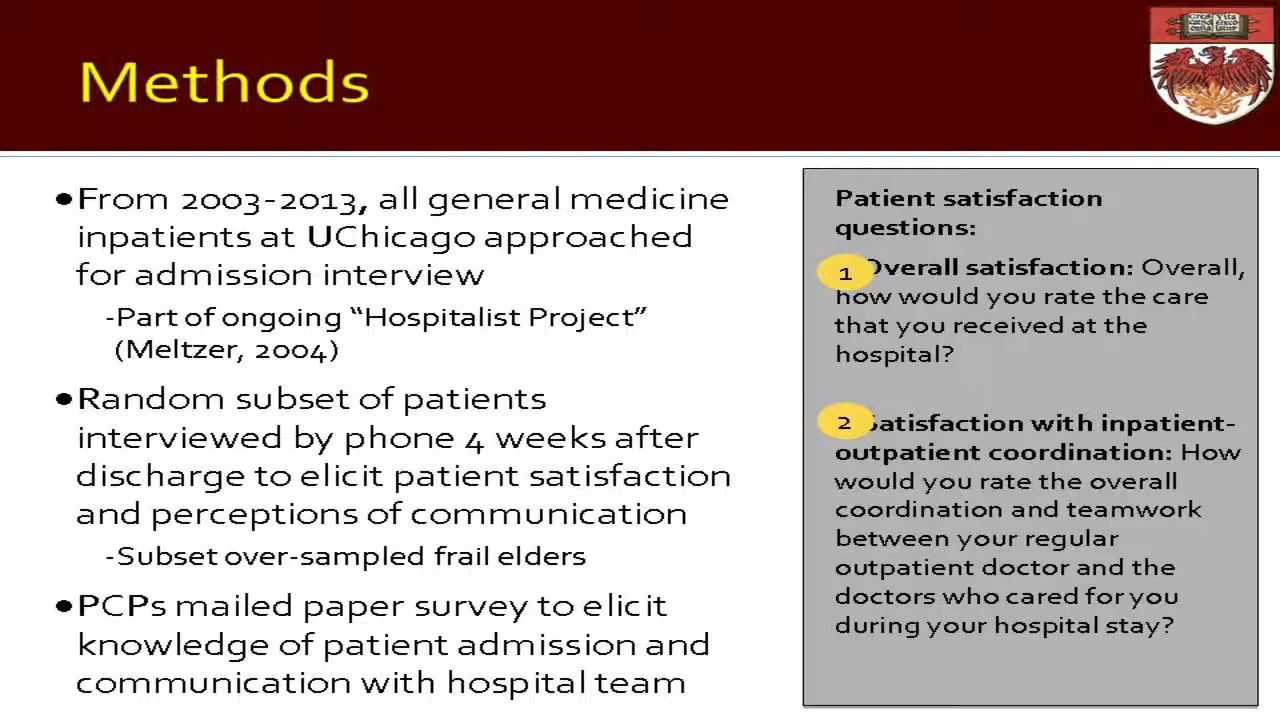 Methods
•From 2003-2013, all general medicine
inpatients at UChicago approached
for admission interview
-Part of ongoing “Hospitalist Project”
(Meltzer, 2004)
•Random subset of patients
interviewed by phone 4 weeks after
discharge to elicit patient satisfaction
and perceptions of communication
-Subset over-sampled frail elders
•PCPs mailed paper survey to elicit
knowledge of patient admission and
communication with hospital team
Patient satisfaction
questions:
1 Overall satisfaction: Overall,
how would you rate the care
that you received at the
hospital?
2 Satisfaction with inpatient-
outpatient coordination: How
would you rate the overall
coordination and teamwork
between your regular
outpatient doctor and the
doctors who cared for you
during your hospital stay?